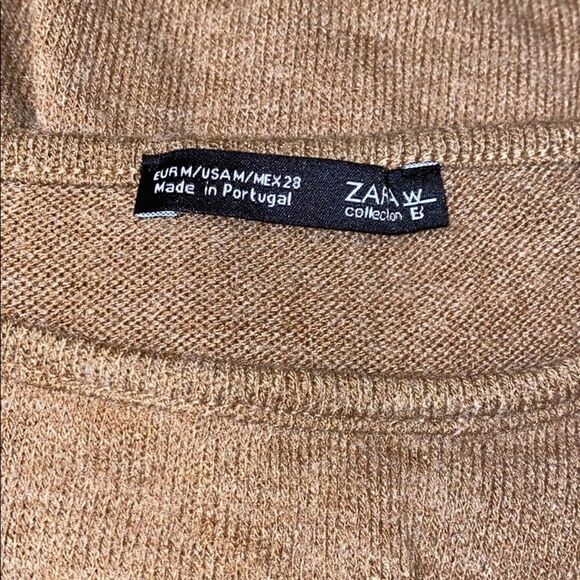 EUR M/USA M/MEX 28
Made in Portugal
ZARA W
collection B